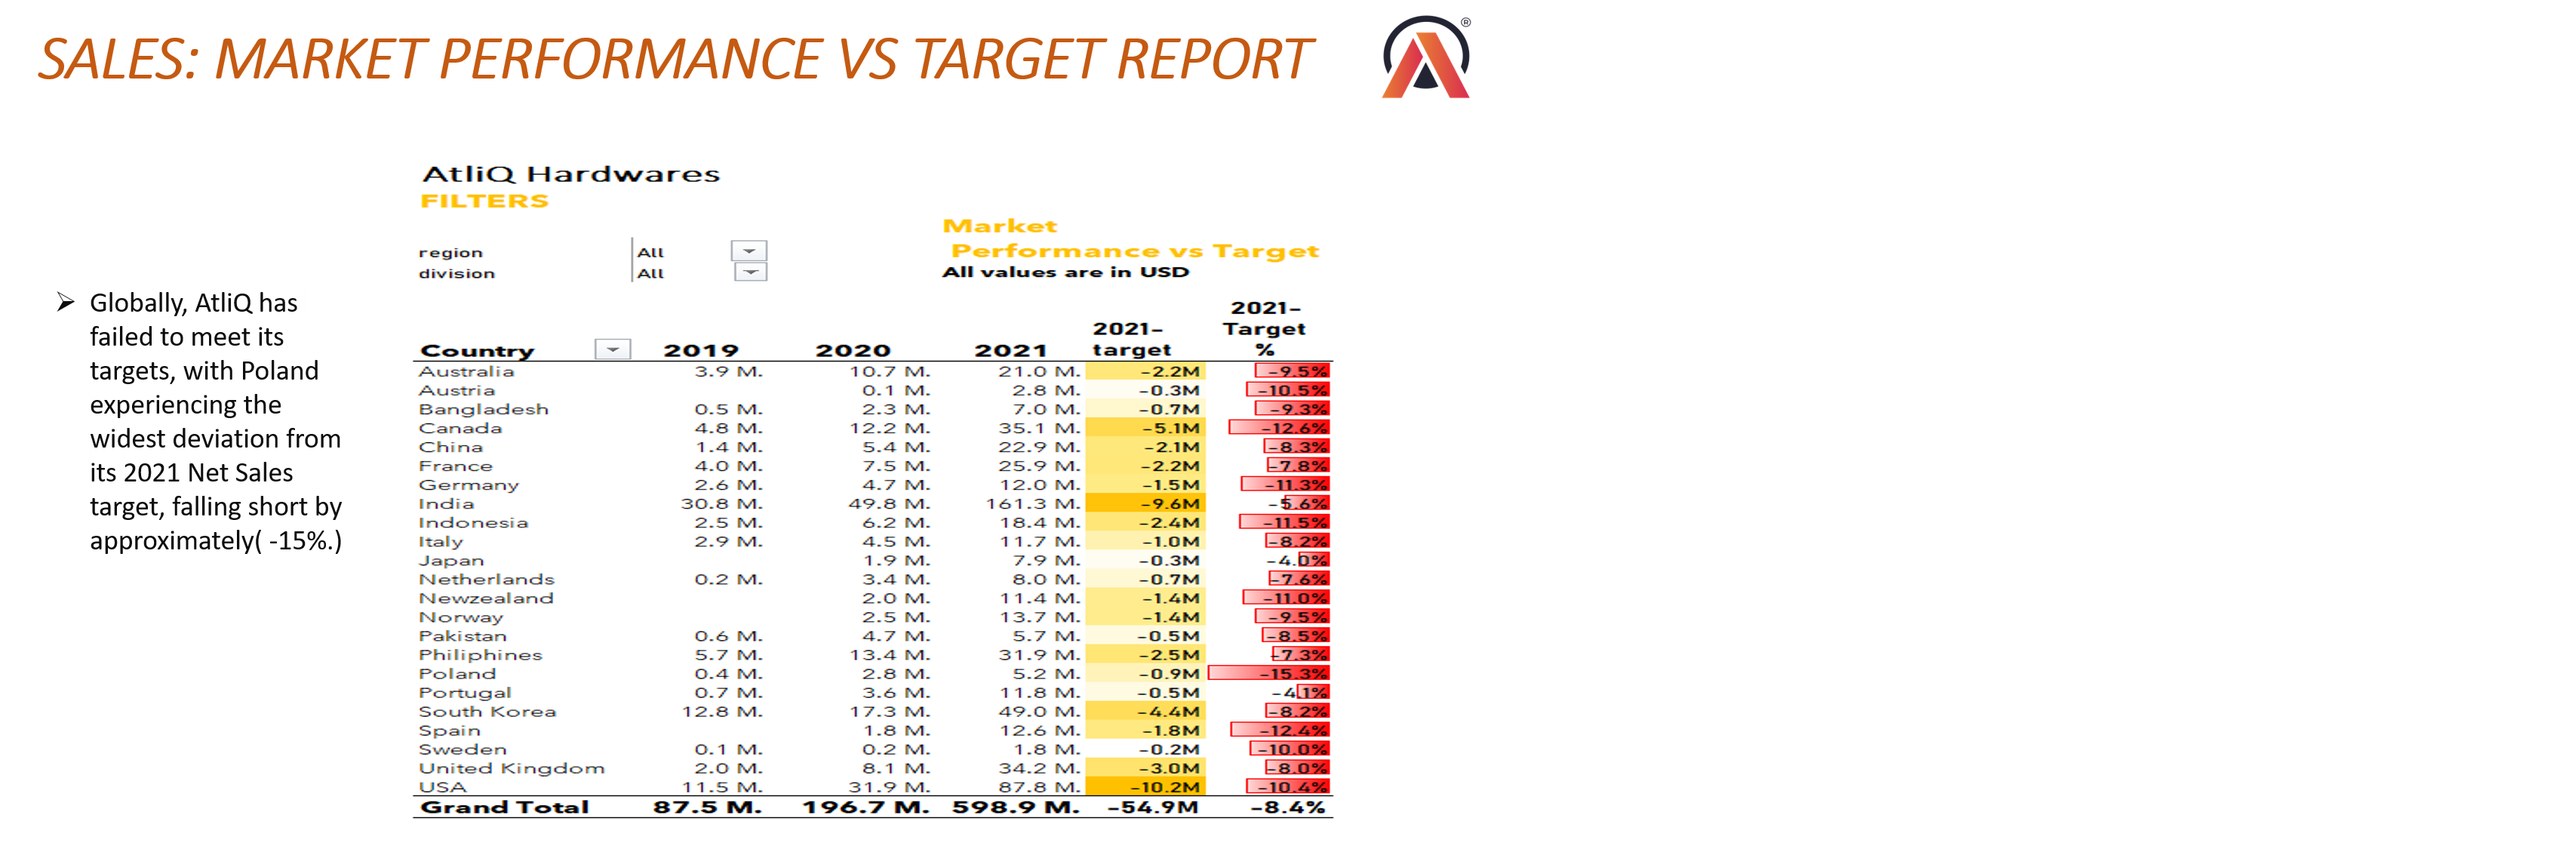 SALES: MARKET PERFORMANCE VS TARGET REPORT
®
➢ Globally, AtliQ has
failed to meet its
targets, with Poland
experiencing the
widest deviation from
its 2021 Net Sales
target, falling short by
approximately( -15%.)
AtliQ Hardwares
FILTERS
Market
Performance vs Target
region All
division All
All values are in USD
Country 2019 2020 2021 2021-target 2021-Target %
Australia 3.9 M. 10.7 M. 21.0 M. -2.2M -9.5%
Austria 0.1 M. 2.8 M. -0.3M -10.5%
Bangladesh 0.5 M. 2.3 M. 7.0 M. -0.7M -9.3%
Canada 4.8 M. 12.2 M. 35.1 M. -5.1M -12.6%
China 1.4 M. 5.4 M. 22.9 M. -2.1M -8.3%
France 4.0 M. 7.5 M. 25.9 M. -2.2M -7.8%
Germany 2.6 M. 4.7 M. 12.0 M. -1.5M -11.3%
India 30.8 M. 49.8 M. 161.3 M. -9.6M -5.6%
Indonesia 2.5 M. 6.2 M. 18.4 M. -2.4M -11.5%
Italy 2.9 M. 4.5 M. 11.7 M. -1.0M -8.2%
Japan 1.9 M. 7.9 M. -0.3M -4.0%
Netherlands 0.2 M. 3.4 M. 8.0 M. -0.7M -7.6%
Newzealand 2.0 M. 11.4 M. -1.4M -11.0%
Norway 2.5 M. 13.7 M. -1.4M -9.5%
Pakistan 0.6 M. 4.7 M. 5.7 M. -0.5M -8.5%
Philiphines 5.7 M. 13.4 M. 31.9 M. -2.5M -7.3%
Poland 0.4 M. 2.8 M. 5.2 M. -0.9M -15.3%
Portugal 0.7 M. 3.6 M. 11.8 M. -0.5M -4.1%
South Korea 12.8 M. 17.3 M. 49.0 M. -4.4M -8.2%
Spain 1.8 M. 12.6 M. -1.8M -12.4%
Sweden 0.1 M. 0.2 M. 1.8 M. -0.2M -10.0%
United Kingdom 2.0 M. 8.1 M. 34.2 M. -3.0M -8.0%
USA 11.5 M. 31.9 M. 87.8 M. -10.2M -10.4%
Grand Total 87.5 M. 196.7 M. 598.9 M. -54.9M -8.4%